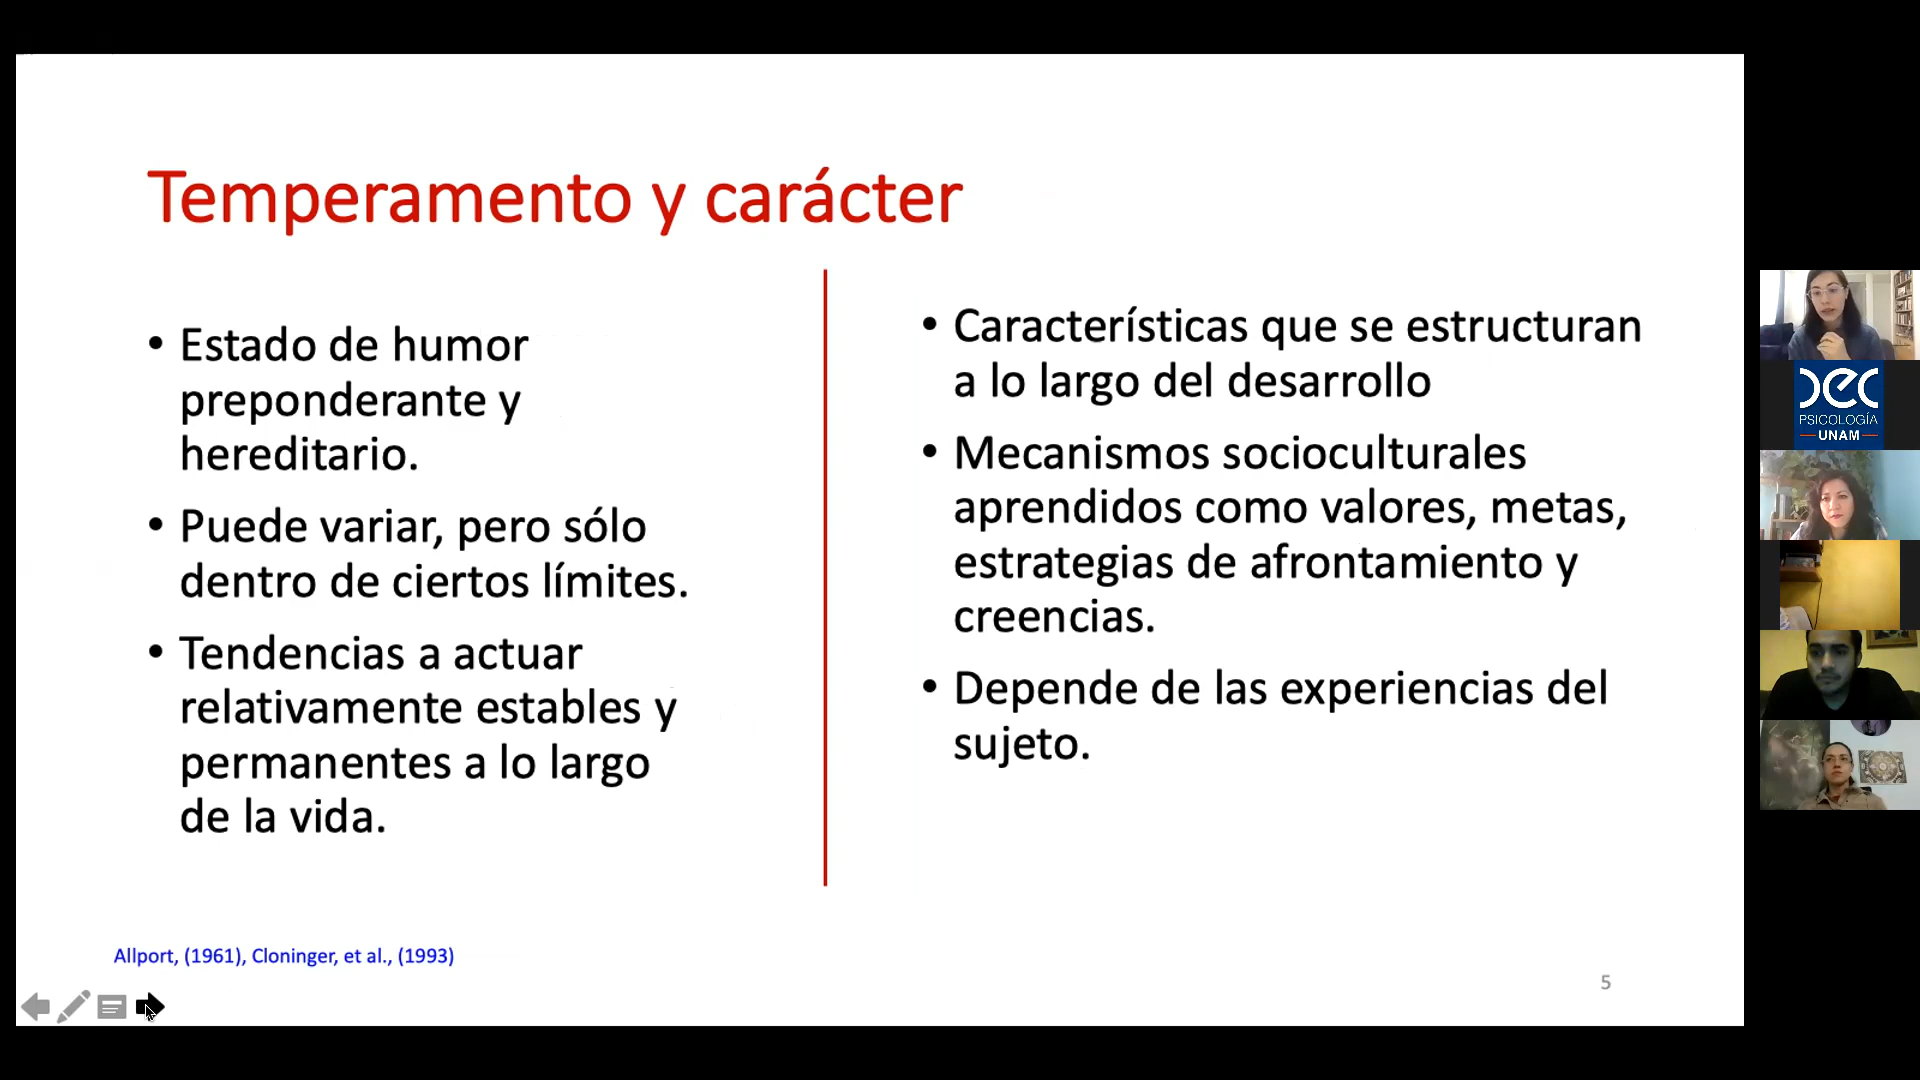 Temperamento y carácter
• Estado de humor
preponderante y
hereditario.
• Puede variar, pero sólo
dentro de ciertos límites.
• Tendencias a actuar
relativamente estables y
permanentes a lo largo
de la vida.
• Características que se estructuran
a lo largo del desarrollo
• Mecanismos socioculturales
aprendidos como valores, metas,
estrategias de afrontamiento y
creencias.
• Depende de las experiencias del
sujeto.
Allport, (1961), Cloninger, et al., (1993)
5
DEC
PSICOLOGÍA
UNAM